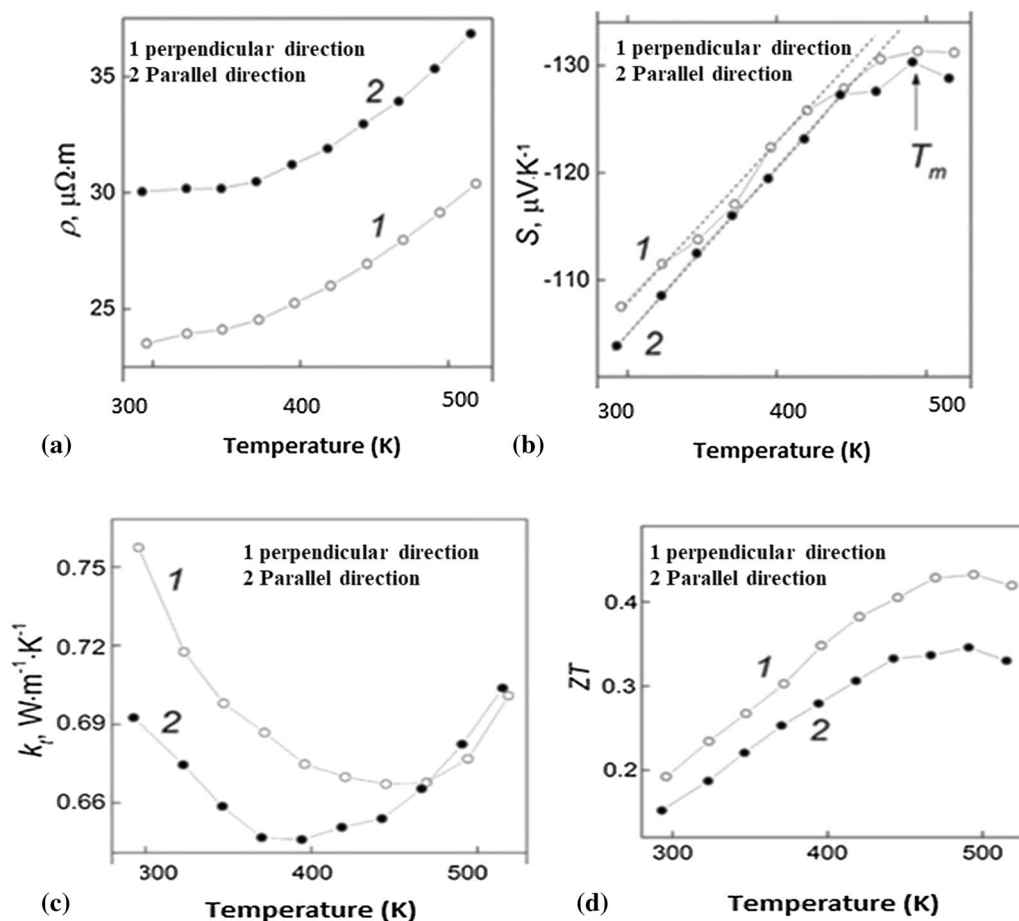 1 perpendicular direction
2 Parallel direction
35
30
25
ρ, μΩ·m
2
1
300
400
500
(a)
Temperature (K)
1 perpendicular direction
2 Parallel direction
-130
-120
-110
S, μV·K⁻¹
Tₘ
1
2
300
400
500
(b)
Temperature (K)
1 perpendicular direction
2 Parallel direction
0.75
0.72
0.69
0.66
kₜ, W·m⁻¹·K⁻¹
1
2
300
400
500
(c)
Temperature (K)
1 perpendicular direction
2 Parallel direction
0.4
0.3
0.2
ZT
1
2
300
400
500
(d)
Temperature (K)